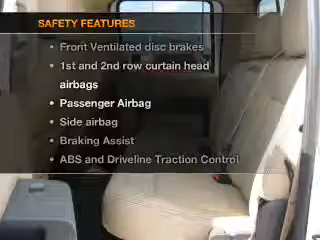 SAFETY FEATURES
• Front Ventilated disc brakes
• 1st and 2nd row curtain head
airbags
• Passenger Airbag
• Side airbag
• Braking Assist
• ABS and Driveline Traction Control